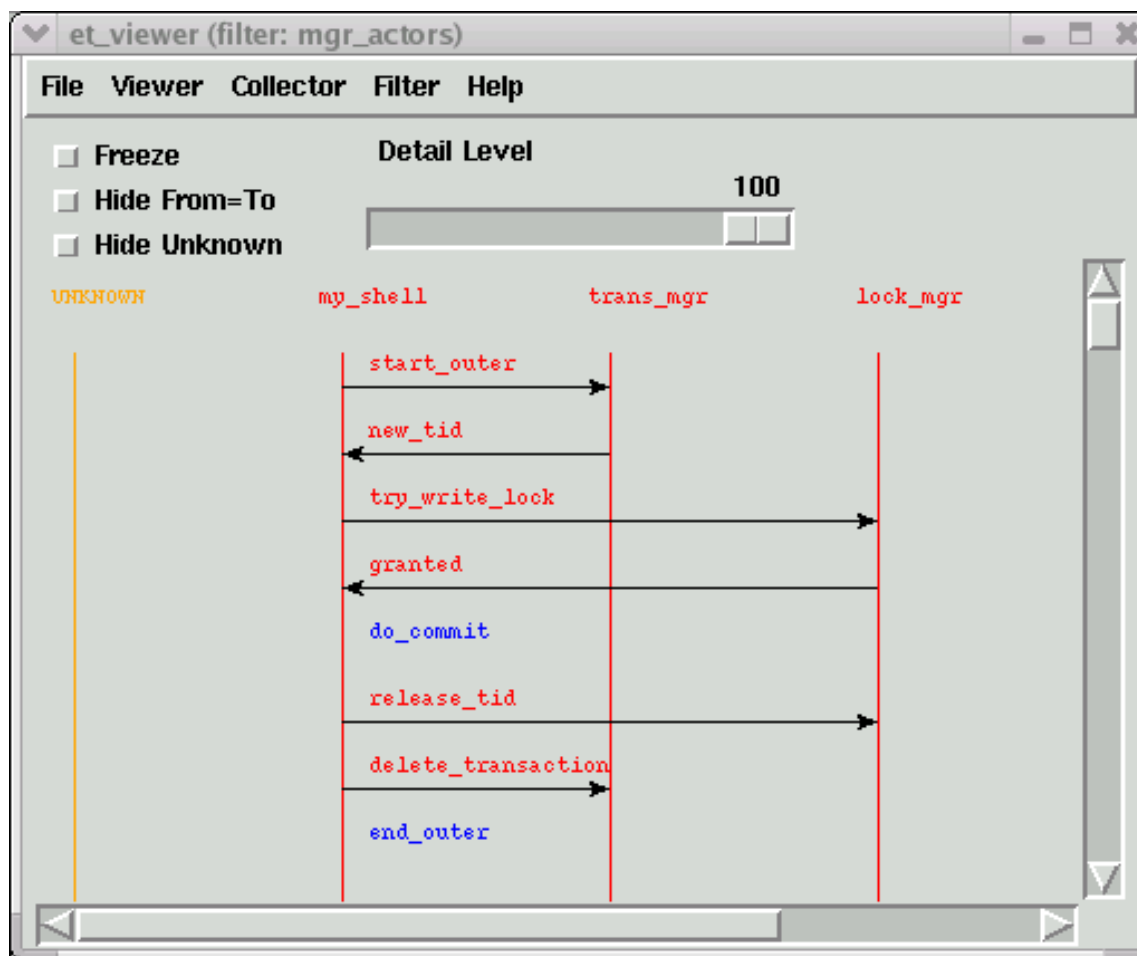 et_viewer (filter: mgr_actors)
File Viewer Collector Filter Help
Freeze
Detail Level
Hide From=To
100
Hide Unknown
UNKNOWN my_shell trans_mgr lock_mgr
start_outer
new_tid
try_write_lock
granted
do_commit
release_tid
delete_transaction
end_outer